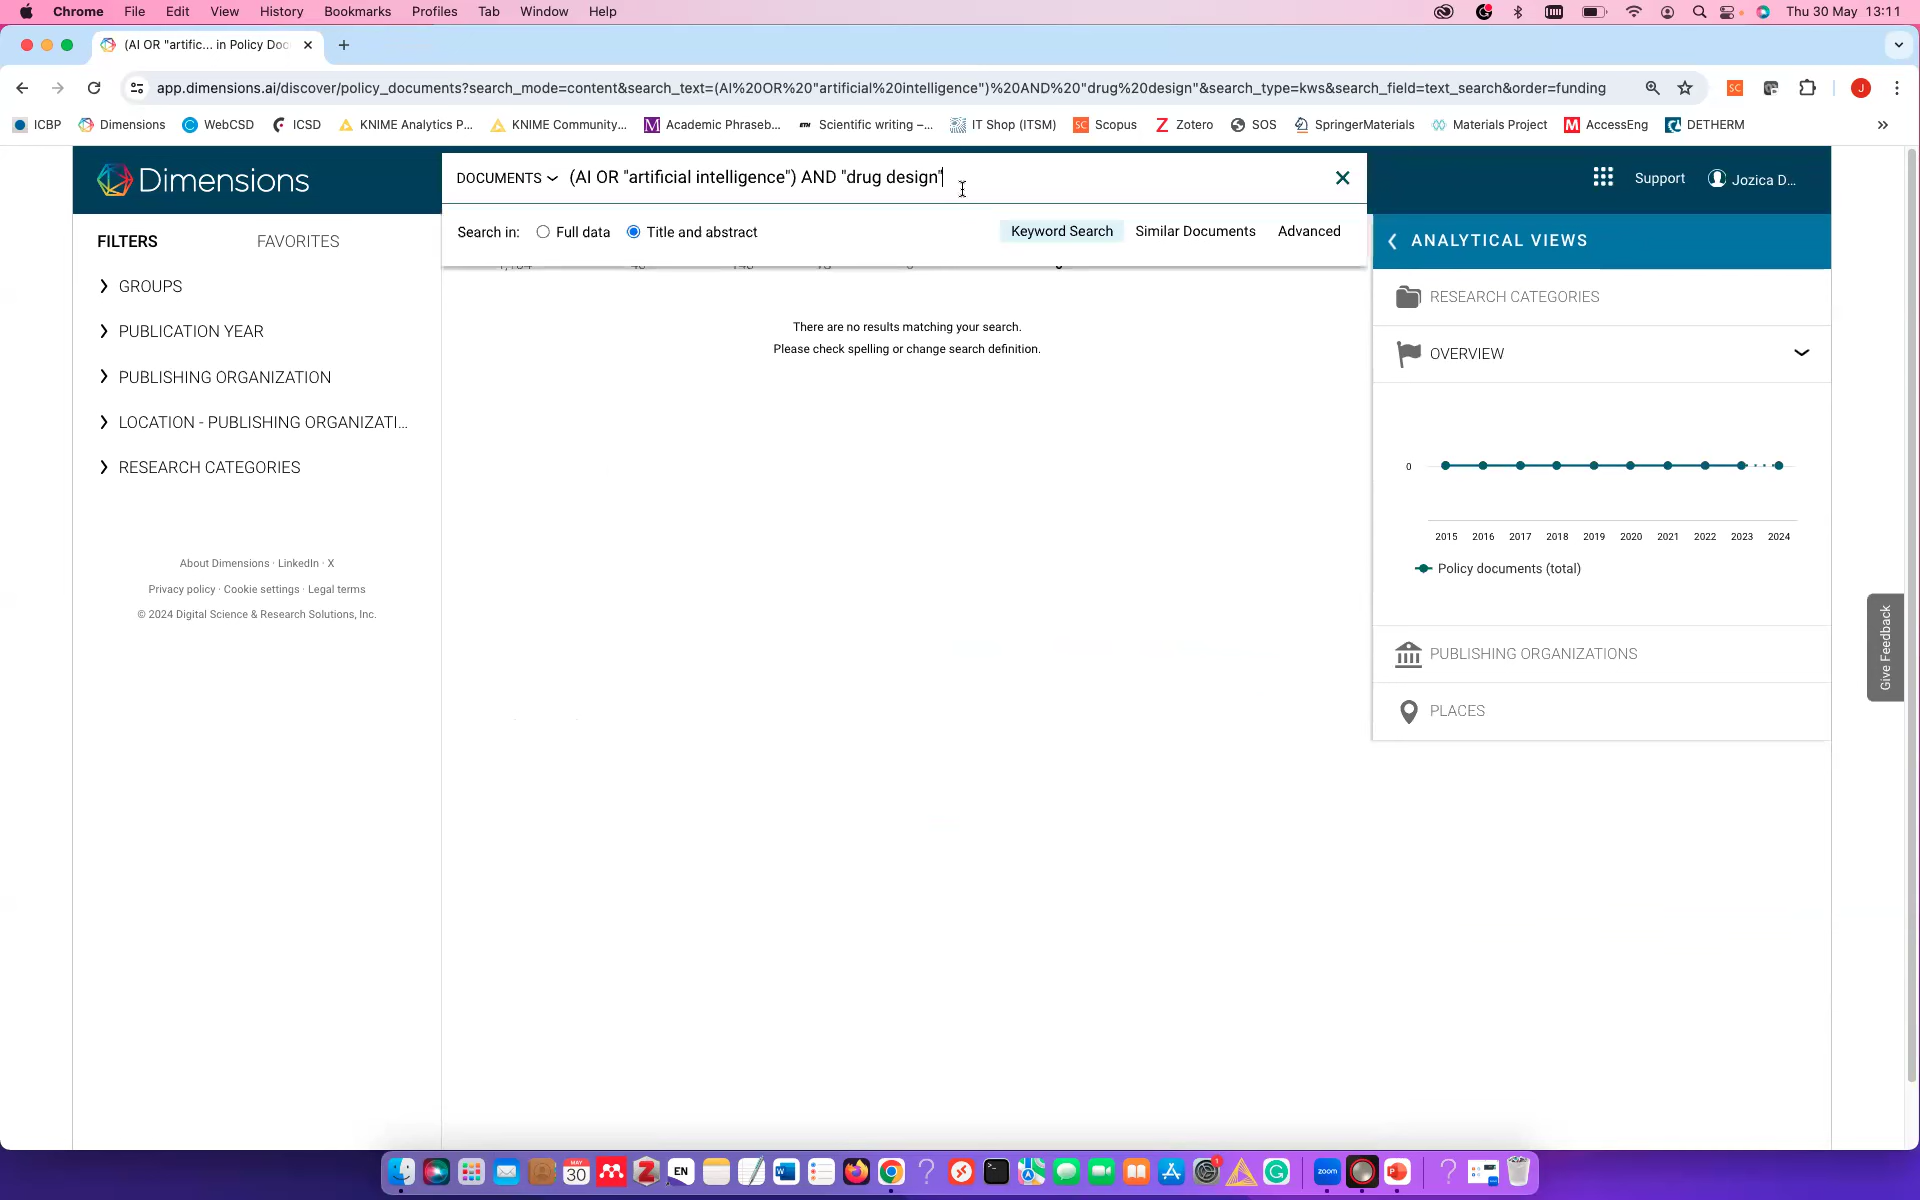 Chrome File Edit View History Bookmarks Profiles Tab Window Help Thu 30 May 13:11
(AI OR "artific... in Policy Doc
app.dimensions.ai/discover/policy_documents?search_mode=content&search_text=(AI%20OR%20"artificial%20intelligence")%20AND%20"drug%20design"&search_type=kws&search_field=text_search&order=funding
ICBP Dimensions WebCSD ICSD KNIME Analytics P... KNIME Community... Academic Phraseb... Scientific writing –... IT Shop (ITSM) Scopus Zotero SOS SpringerMaterials Materials Project AccessEng DETHERM
Dimensions
DOCUMENTS (AI OR "artificial intelligence") AND "drug design"
Support Jozica D...
Search in: Full data Title and abstract Keyword Search Similar Documents Advanced
FILTERS FAVORITES
GROUPS
PUBLICATION YEAR
PUBLISHING ORGANIZATION
LOCATION - PUBLISHING ORGANIZATI...
RESEARCH CATEGORIES
About Dimensions · LinkedIn · X
Privacy policy · Cookie settings · Legal terms
© 2024 Digital Science & Research Solutions, Inc.
There are no results matching your search.
Please check spelling or change search definition.
ANALYTICAL VIEWS
RESEARCH CATEGORIES
OVERVIEW
0
2015 2016 2017 2018 2019 2020 2021 2022 2023 2024
Policy documents (total)
PUBLISHING ORGANIZATIONS
PLACES
Give Feedback
MAY
30
EN
zoom